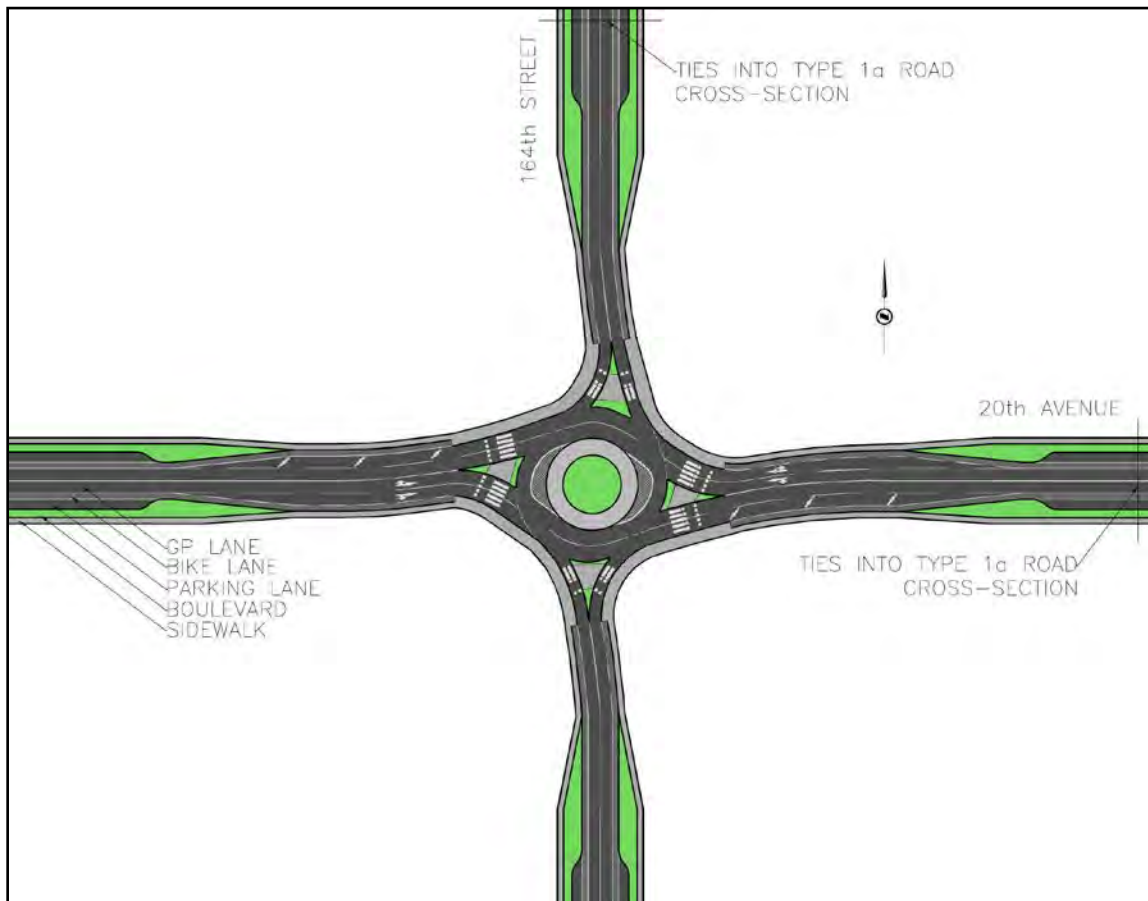 164th STREET
TIES INTO TYPE 1a ROAD
CROSS-SECTION
20th AVENUE
GP LANE
BIKE LANE
PARKING LANE
BOULEVARD
SIDEWALK
TIES INTO TYPE 1a ROAD
CROSS-SECTION